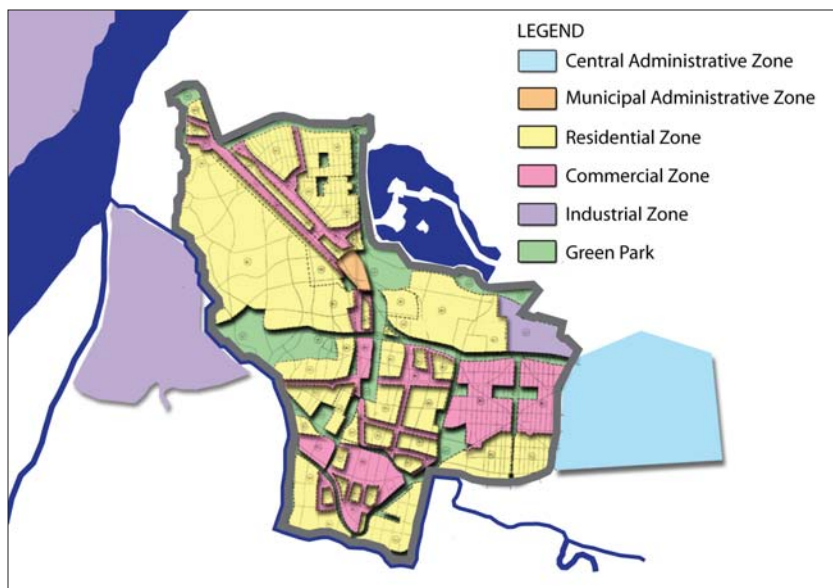 LEGEND
Central Administrative Zone
Municipal Administrative Zone
Residential Zone
Commercial Zone
Industrial Zone
Green Park